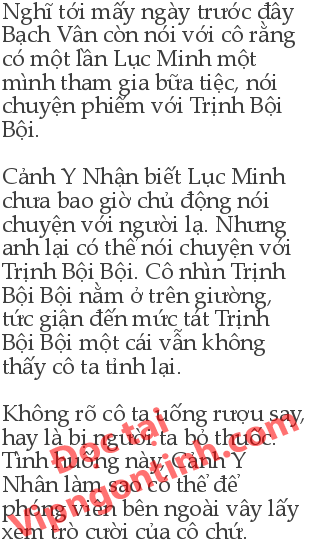 Nghĩ tới mấy ngày trước đây
Bạch Vân còn nói với cô rằng
có một lần Lục Minh một
mình tham gia bữa tiệc, nói
chuyện phiếm với Trịnh Bội
Bội.
Cảnh Y Nhận biết Lục Minh
chưa bao giờ chủ động nói
chuyện với người lạ. Nhưng
anh lại có thể nói chuyện với
Trịnh Bội Bội. Cô nhìn Trịnh
Bội Bội nằm ở trên giường,
tức giận đến mức tát Trịnh
Bội Bội một cái vẫn không
thấy cô ta tỉnh lại.
Không rõ cô ta uống rượu say,
hay là bị người ta bỏ thuốc.
Tình huống này, Cảnh Y
Nhân làm sao có thể để
phóng viên bên ngoài vây lấy
xem trò cười của cô chứ.
Đọc tại
Vipngontinh.com